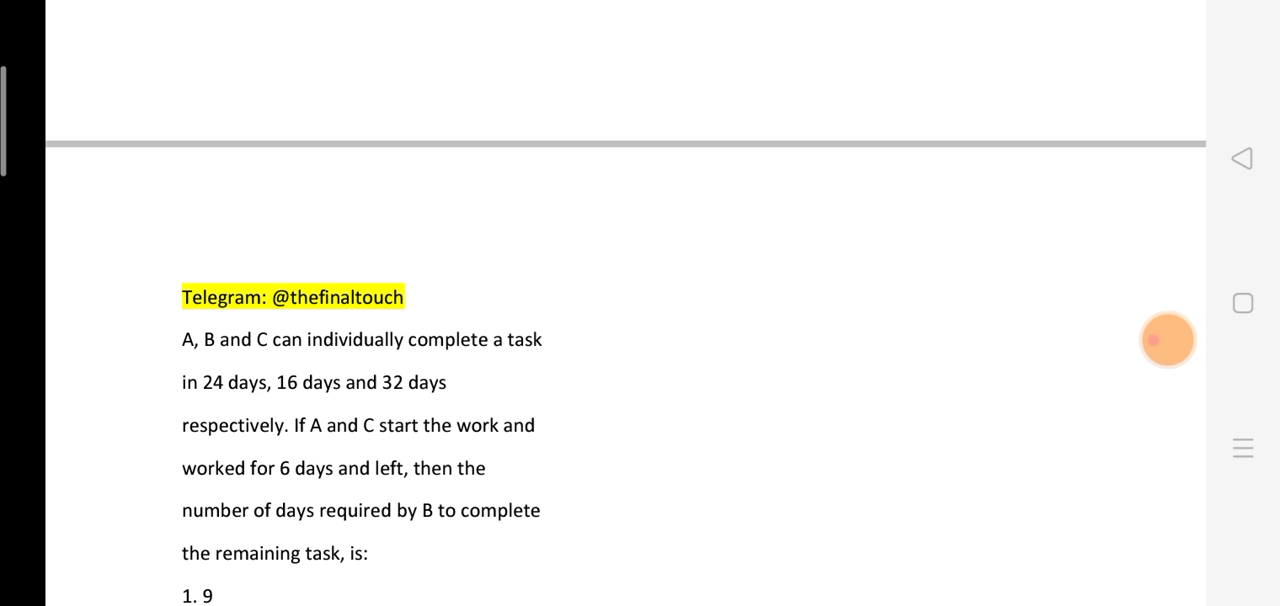 Telegram: @thefinaltouch
A, B and C can individually complete a task
in 24 days, 16 days and 32 days
respectively. If A and C start the work and
worked for 6 days and left, then the
number of days required by B to complete
the remaining task, is:
1. 9